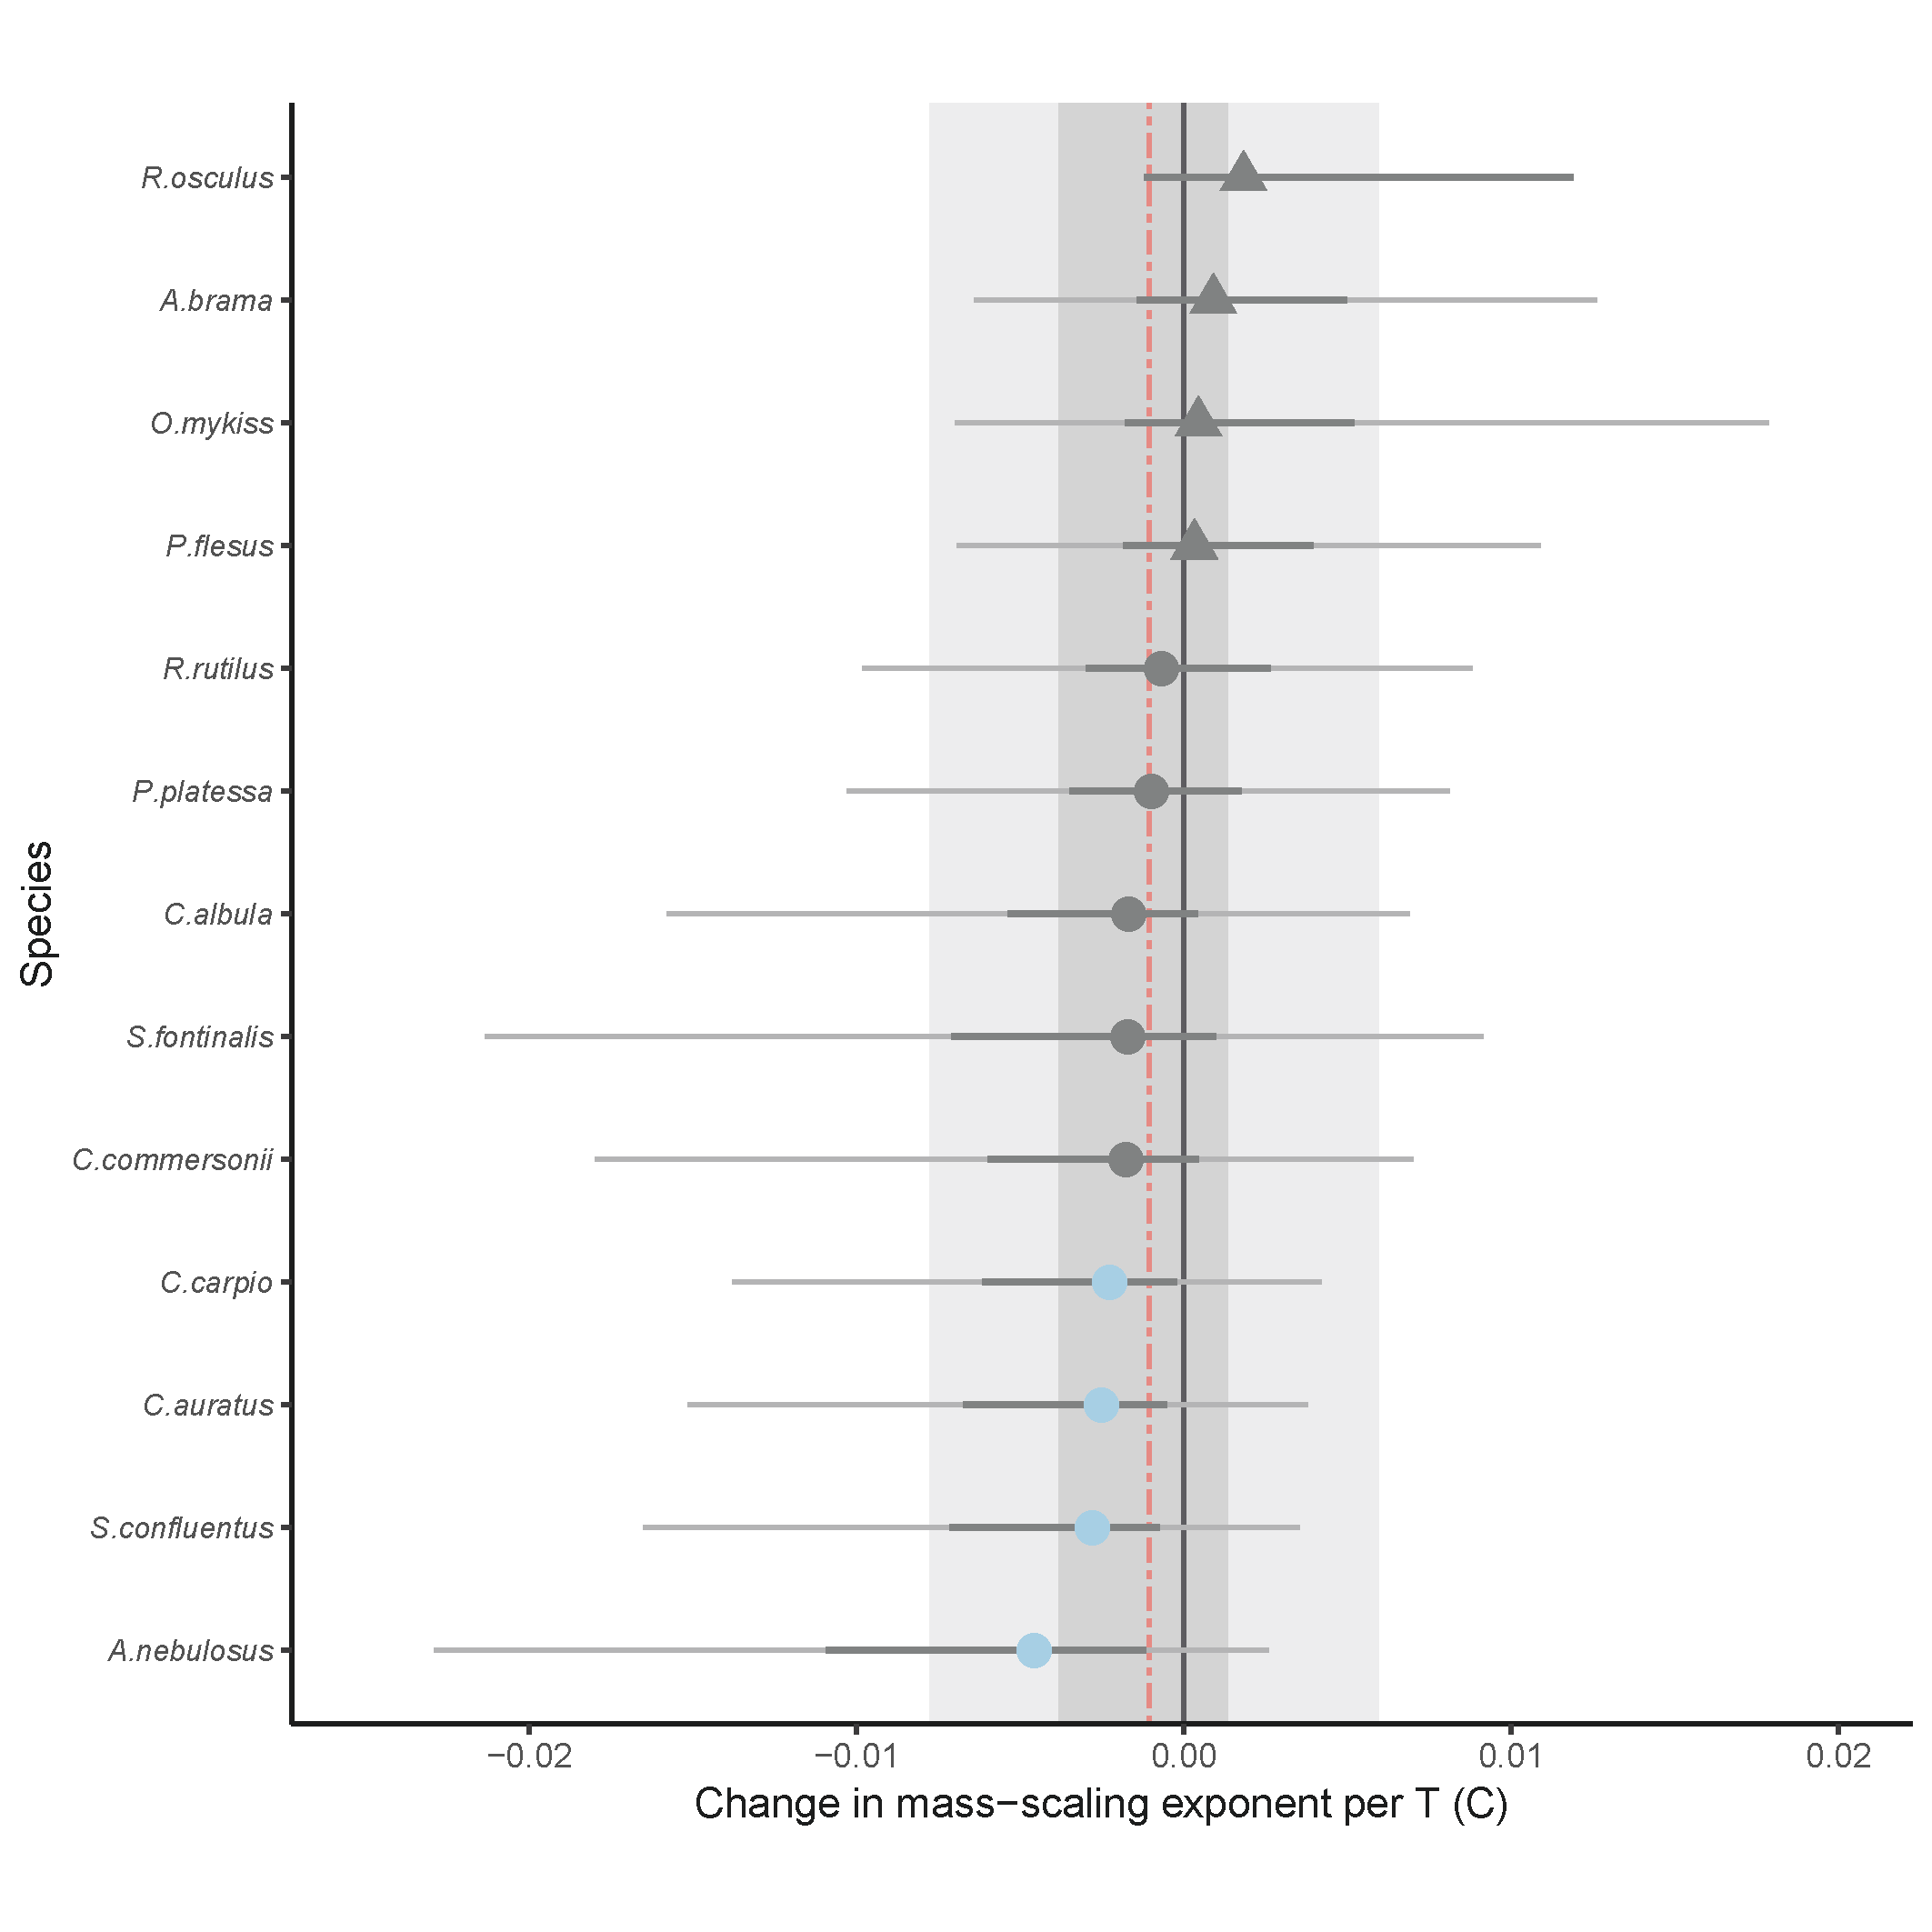 R.osculus
A.brama
O.mykiss
P.flesus
R.rutilus
P.platessa
C.albula
S.fontinalis
C.commersonii
C.carpio
C.auratus
S.confluentus
A.nebulosus
Species
−0.02 −0.01 0.00 0.01 0.02
Change in mass−scaling exponent per T (C)